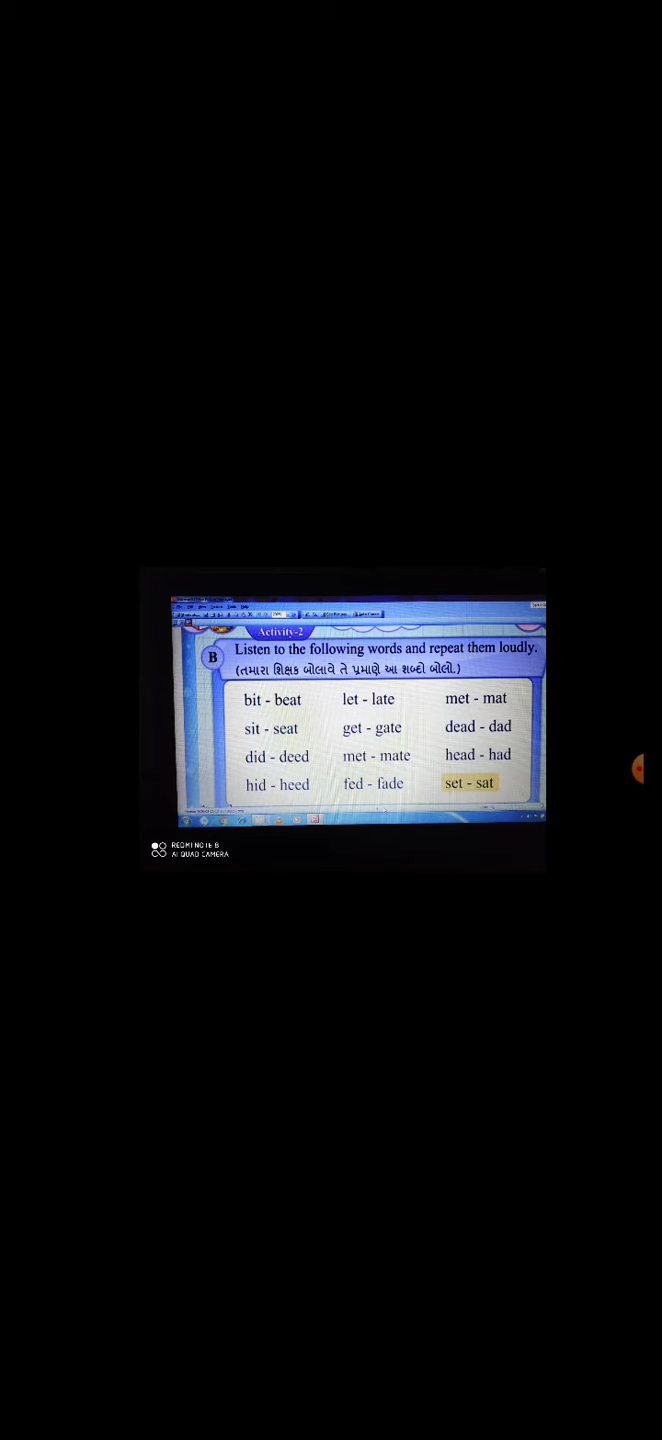 Activity-2
B Listen to the following words and repeat them loudly.
(તમારા શિક્ષક બોલાવે તે પ્રમાણે આ શબ્દો બોલો.)
bit - beat let - late met - mat
sit - seat get - gate dead - dad
did - deed met - mate head - had
hid - heed fed - fade set - sat
REDMI NOTE 8
AI QUAD CAMERA